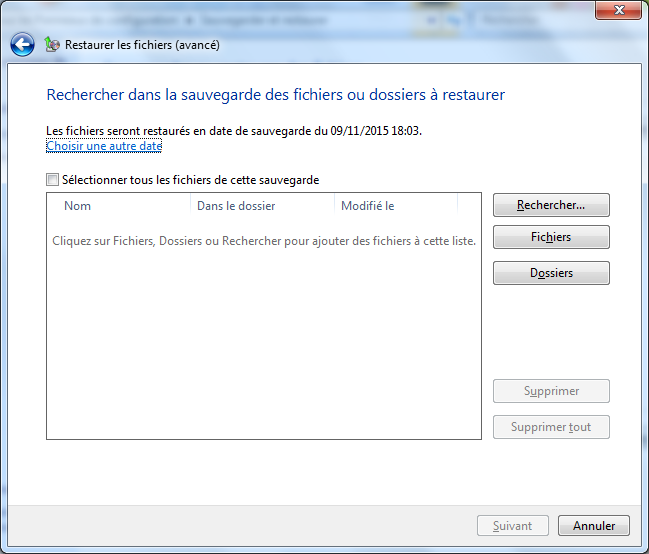 Sauvegarde et restaurer
Restaurer les fichiers (avancé)
Rechercher dans la sauvegarde des fichiers ou dossiers à restaurer
Les fichiers seront restaurés en date de sauvegarde du 09/11/2015 18:03.
Choisir une autre date
Sélectionner tous les fichiers de cette sauvegarde
Nom Dans le dossier Modifié le
Rechercher...
Cliquez sur Fichiers, Dossiers ou Rechercher pour ajouter des fichiers à cette liste.
Fichiers
Dossiers
Supprimer
Supprimer tout
Suivant Annuler